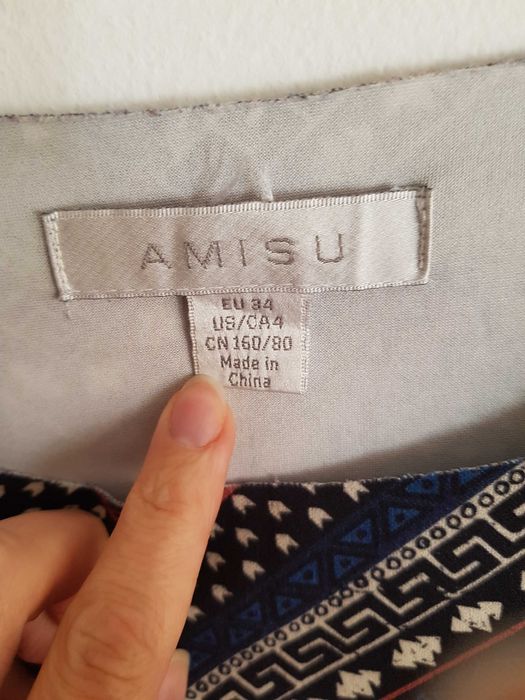 AMISU
EU 34
US/CA4
CN 160/80
Made in
China